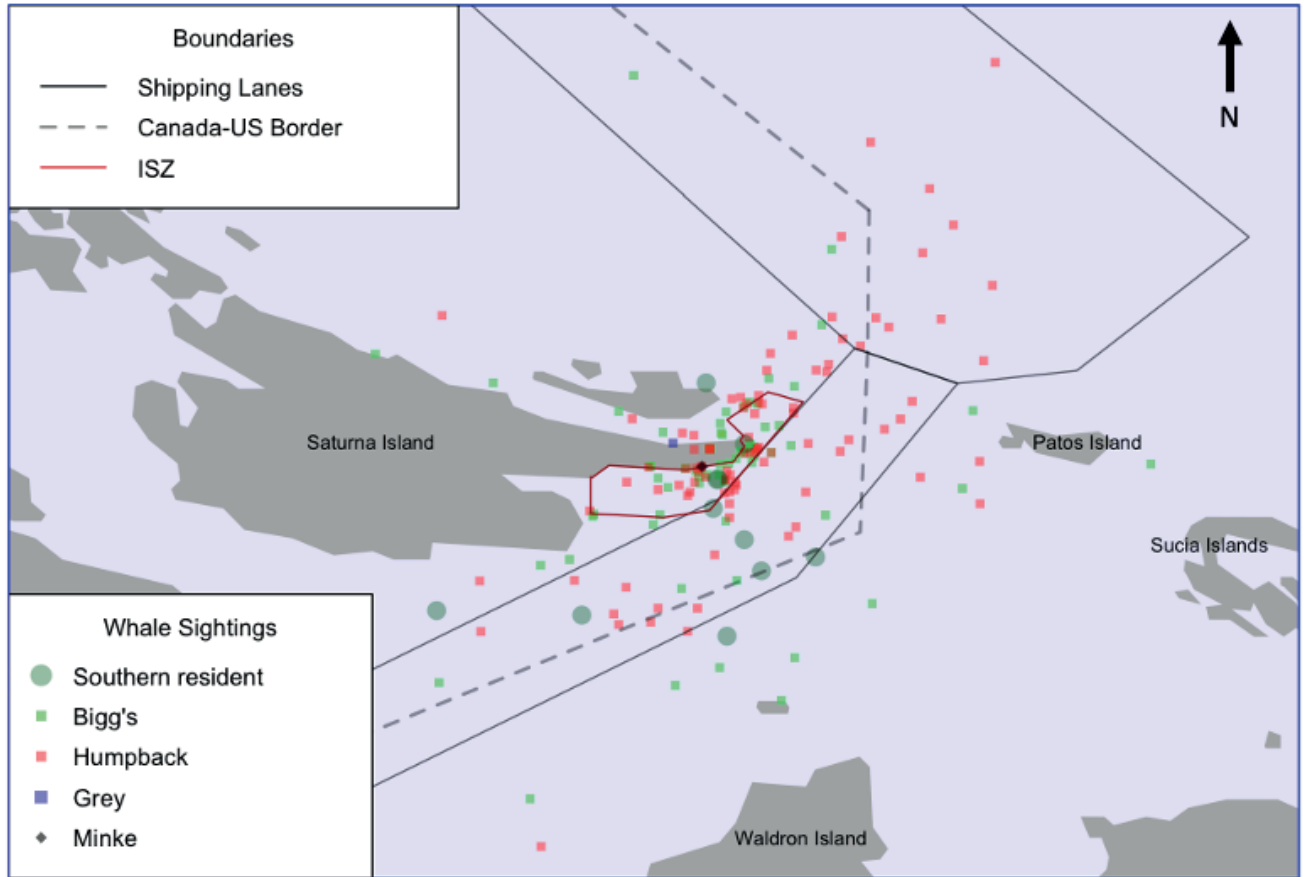 Boundaries
Shipping Lanes
Canada-US Border
ISZ
N
Saturna Island
Patos Island
Sucia Islands
Whale Sightings
Southern resident
Bigg's
Humpback
Grey
Minke
Waldron Island